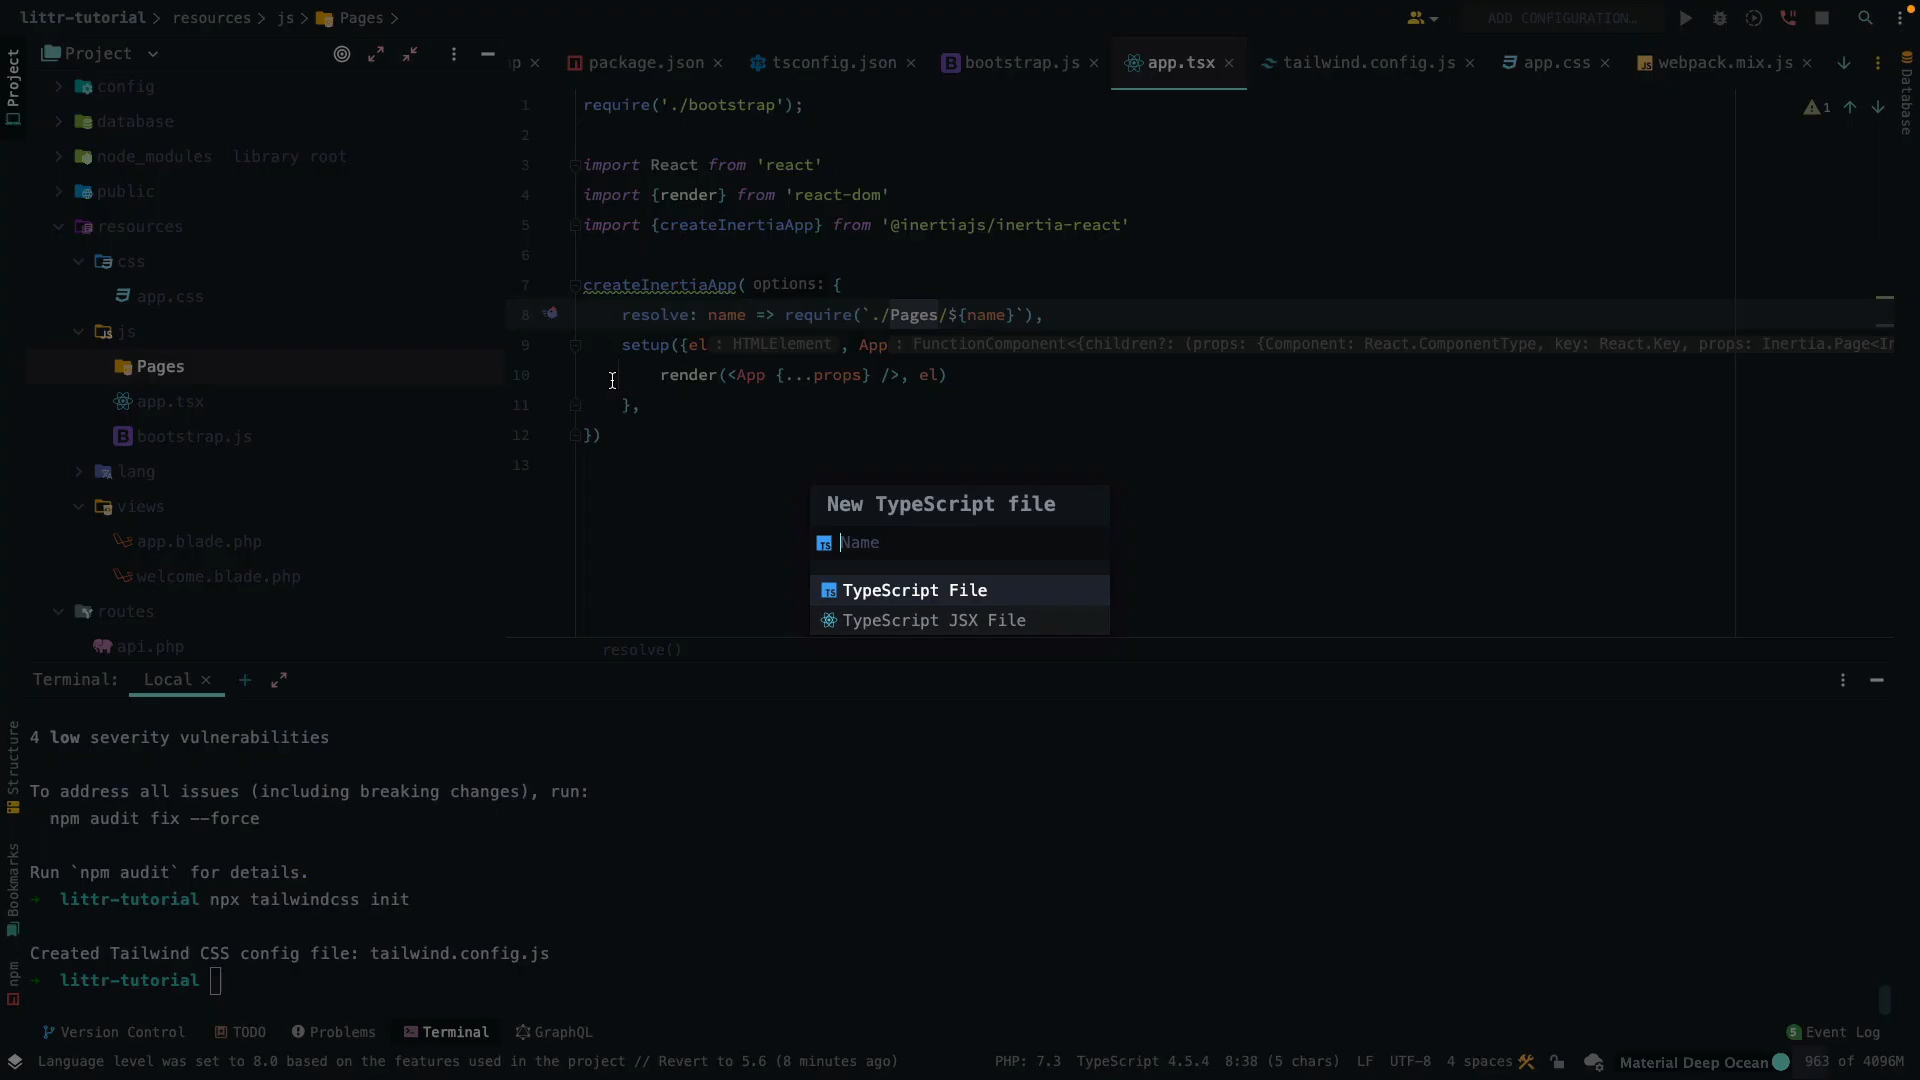 littr-tutorial > resources > js > Pages >
ADD CONFIGURATION…
Project
Project
config
database
node_modules library root
public
resources
css
app.css
js
Pages
app.tsx
bootstrap.js
lang
views
app.blade.php
welcome.blade.php
routes
api.php
package.json
tsconfig.json
bootstrap.js
app.tsx
tailwind.config.js
app.css
webpack.mix.js
Database
1
1 require('./bootstrap');
2
3 import React from 'react'
4 import {render} from 'react-dom'
5 import {createInertiaApp} from '@inertiajs/inertia-react'
6
7 createInertiaApp( options: {
8 resolve: name => require(`./Pages/${name}`),
9 setup({el : HTMLElement , App : FunctionComponent<{children?: (props: {Component: React.ComponentType, key: React.Key, props: Inertia.Page<In
10 render(<App {...props} />, el)
11 },
12 })
13
New TypeScript file
Name
TypeScript File
TypeScript JSX File
resolve()
Terminal: Local
4 low severity vulnerabilities
To address all issues (including breaking changes), run:
npm audit fix --force
Run `npm audit` for details.
→ littr-tutorial npx tailwindcss init
Created Tailwind CSS config file: tailwind.config.js
→ littr-tutorial
Structure
Bookmarks
npm
Version Control TODO Problems Terminal GraphQL 5 Event Log
Language level was set to 8.0 based on the features used in the project // Revert to 5.6 (8 minutes ago) PHP: 7.3 TypeScript 4.5.4 8:38 (5 chars) LF UTF-8 4 spaces Material Deep Ocean 963 of 4096M